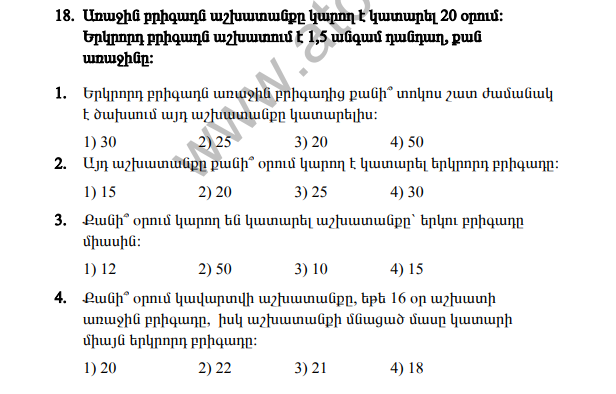 18. Առաջին բրիգադն աշխատանքը կարող է կատարել 20 օրում:
Երկրորդ բրիգադն աշխատում է 1,5 անգամ դանդաղ, քան
առաջինը:
1. Երկրորդ բրիգադն առաջին բրիգադից քանի՞ տոկոս շատ ժամանակ
է ծախսում այդ աշխատանքը կատարելիս:
1) 30 2) 25 3) 20 4) 50
2. Այդ աշխատանքը քանի՞ օրում կարող է կատարել երկրորդ բրիգադը:
1) 15 2) 20 3) 25 4) 30
3. Քանի՞ օրում կարող են կատարել աշխատանքը՝ երկու բրիգադը
միասին:
1) 12 2) 50 3) 10 4) 15
4. Քանի՞ օրում կավարտվի աշխատանքը, եթե 16 օր աշխատի
առաջին բրիգադը, իսկ աշխատանքի մնացած մասը կատարի
միայն երկրորդ բրիգադը:
1) 20 2) 22 3) 21 4) 18